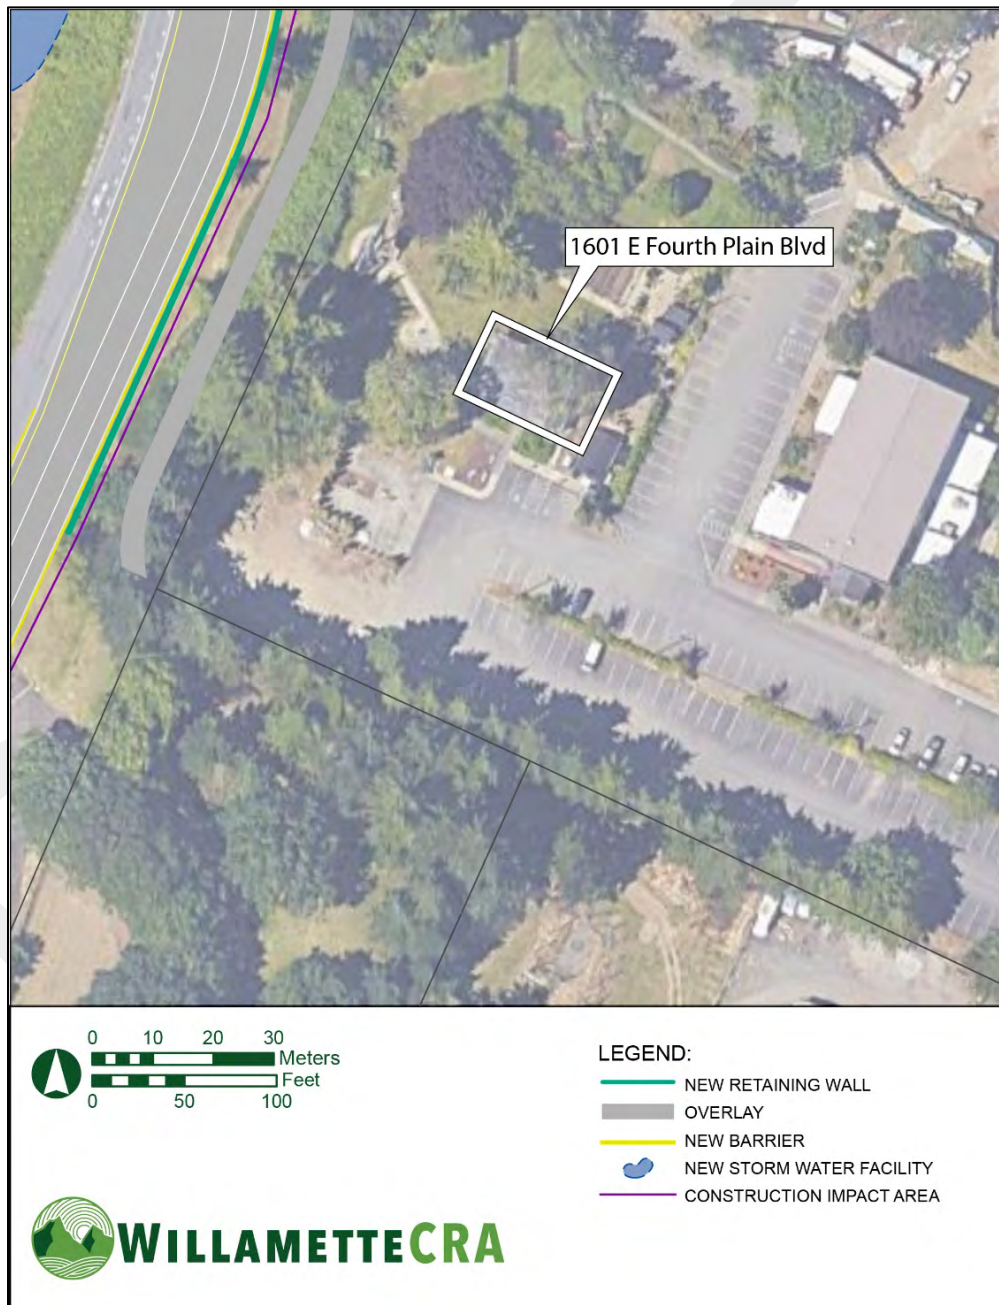 1601 E Fourth Plain Blvd
0 10 20 30
Meters
Feet
0 50 100
LEGEND:
NEW RETAINING WALL
OVERLAY
NEW BARRIER
NEW STORM WATER FACILITY
CONSTRUCTION IMPACT AREA
WILLAMETTECRA